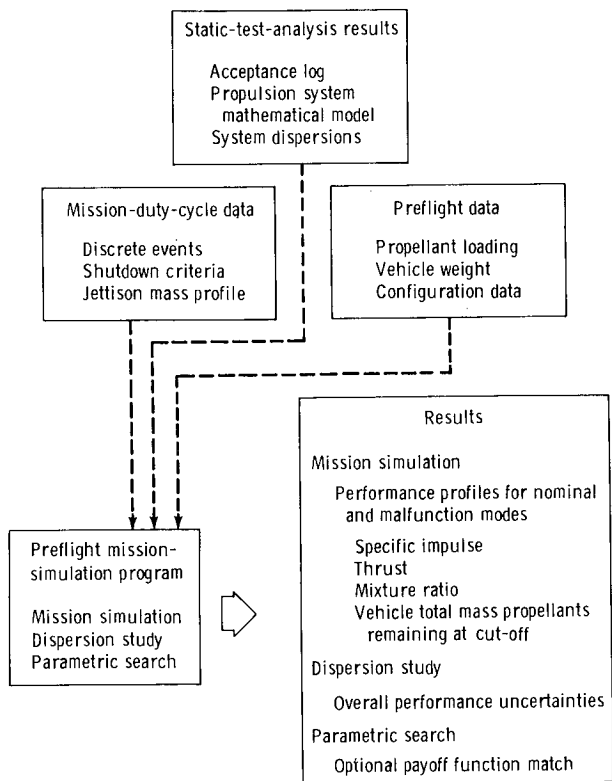 Static-test-analysis results
Acceptance log
Propulsion system
mathematical model
System dispersions
Mission-duty-cycle data
Discrete events
Shutdown criteria
Jettison mass profile
Preflight data
Propellant loading
Vehicle weight
Configuration data
Preflight mission-
simulation program
Mission simulation
Dispersion study
Parametric search
Results
Mission simulation
Performance profiles for nominal
and malfunction modes
Specific impulse
Thrust
Mixture ratio
Vehicle total mass propellants
remaining at cut-off
Dispersion study
Overall performance uncertainties
Parametric search
Optional payoff function match